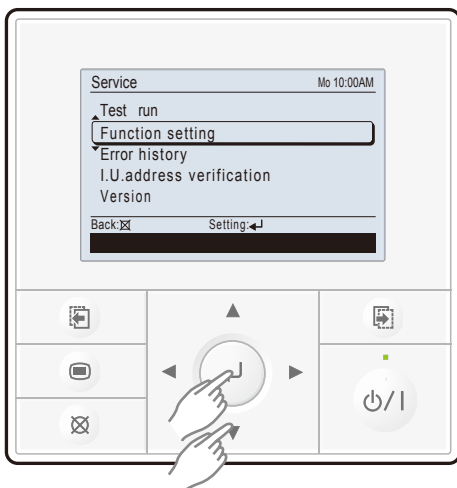 Service Mo 10:00AM
Test run
Function setting
Error history
I.U.address verification
Version
Back: Setting: